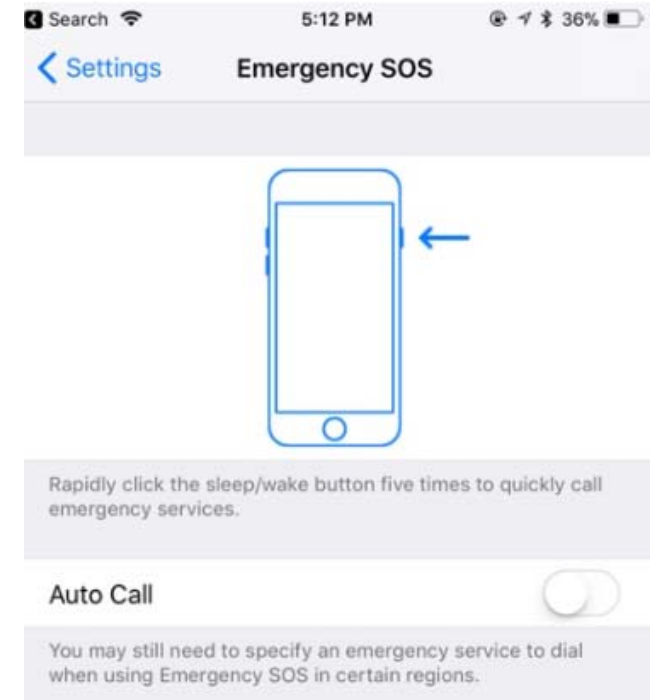 Search 5:12 PM 36%
Settings Emergency SOS
Rapidly click the sleep/wake button five times to quickly call
emergency services.
Auto Call
You may still need to specify an emergency service to dial
when using Emergency SOS in certain regions.